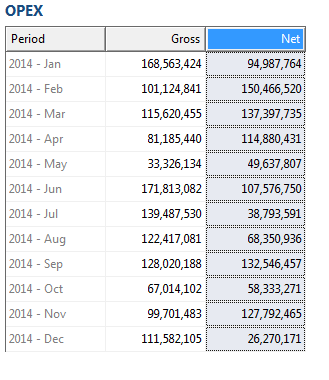 OPEX
Period Gross Net
2014 - Jan 168,563,424 94,987,764
2014 - Feb 101,124,841 150,466,520
2014 - Mar 115,620,455 137,397,735
2014 - Apr 81,185,440 114,880,431
2014 - May 33,326,134 49,637,807
2014 - Jun 171,813,082 107,576,750
2014 - Jul 139,487,530 38,793,591
2014 - Aug 122,417,081 68,350,936
2014 - Sep 128,020,188 132,546,457
2014 - Oct 67,014,102 58,333,271
2014 - Nov 99,701,483 127,792,465
2014 - Dec 111,582,105 26,270,171